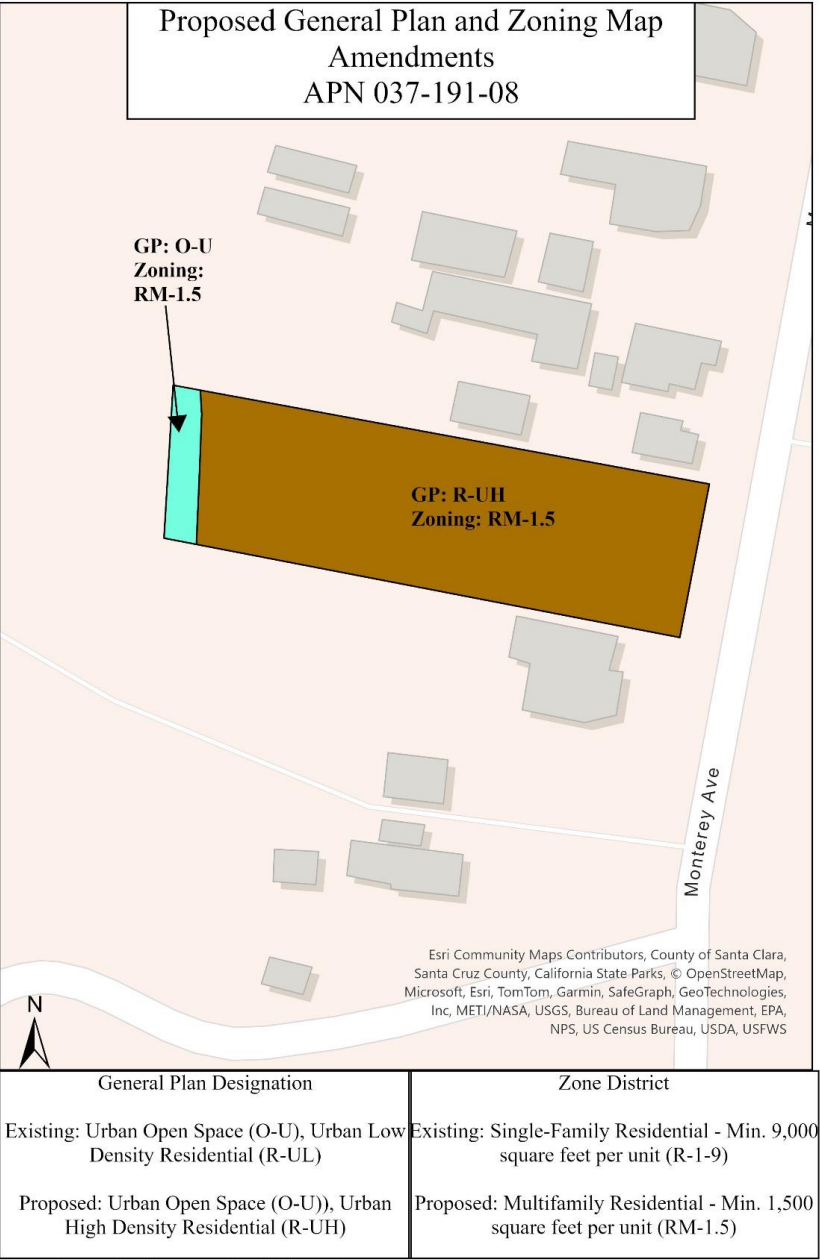 Proposed General Plan and Zoning Map
Amendments
APN 037-191-08
GP: O-U
Zoning:
RM-1.5
GP: R-UH
Zoning: RM-1.5
Monterey Ave
Esri Community Maps Contributors, County of Santa Clara,
Santa Cruz County, California State Parks, © OpenStreetMap,
Microsoft, Esri, TomTom, Garmin, SafeGraph, GeoTechnologies,
Inc, METI/NASA, USGS, Bureau of Land Management, EPA,
NPS, US Census Bureau, USDA, USFWS
N
General Plan Designation
Existing: Urban Open Space (O-U), Urban Low
Density Residential (R-UL)
Proposed: Urban Open Space (O-U)), Urban
High Density Residential (R-UH)
Zone District
Existing: Single-Family Residential - Min. 9,000
square feet per unit (R-1-9)
Proposed: Multifamily Residential - Min. 1,500
square feet per unit (RM-1.5)